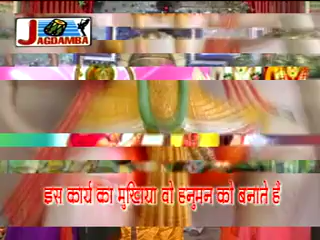 JAGDAMBA
इस कार्य का मुखिया वो हनुमन को बनाते हैं